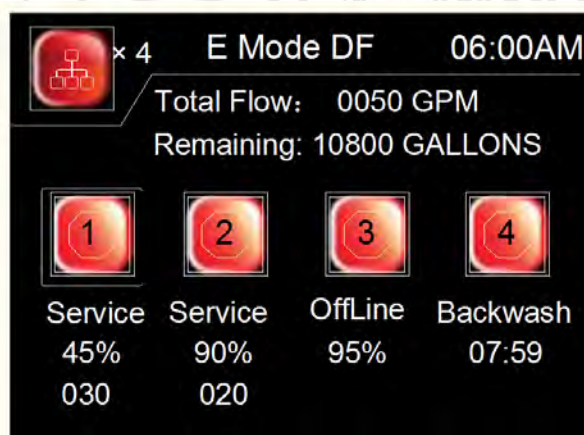 × 4 E Mode DF 06:00AM
Total Flow： 0050 GPM
Remaining: 10800 GALLONS
1 2 3 4
Service Service OffLine Backwash
45% 90% 95% 07:59
030 020